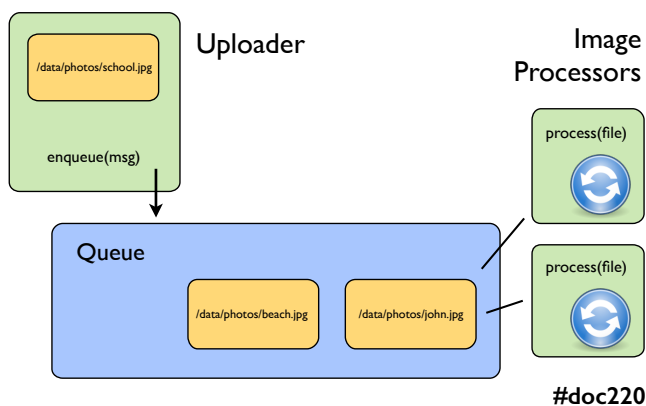 Uploader
/data/photos/school.jpg
enqueue(msg)
Image
Processors
process(file)
process(file)
Queue
/data/photos/beach.jpg
/data/photos/john.jpg
#doc220